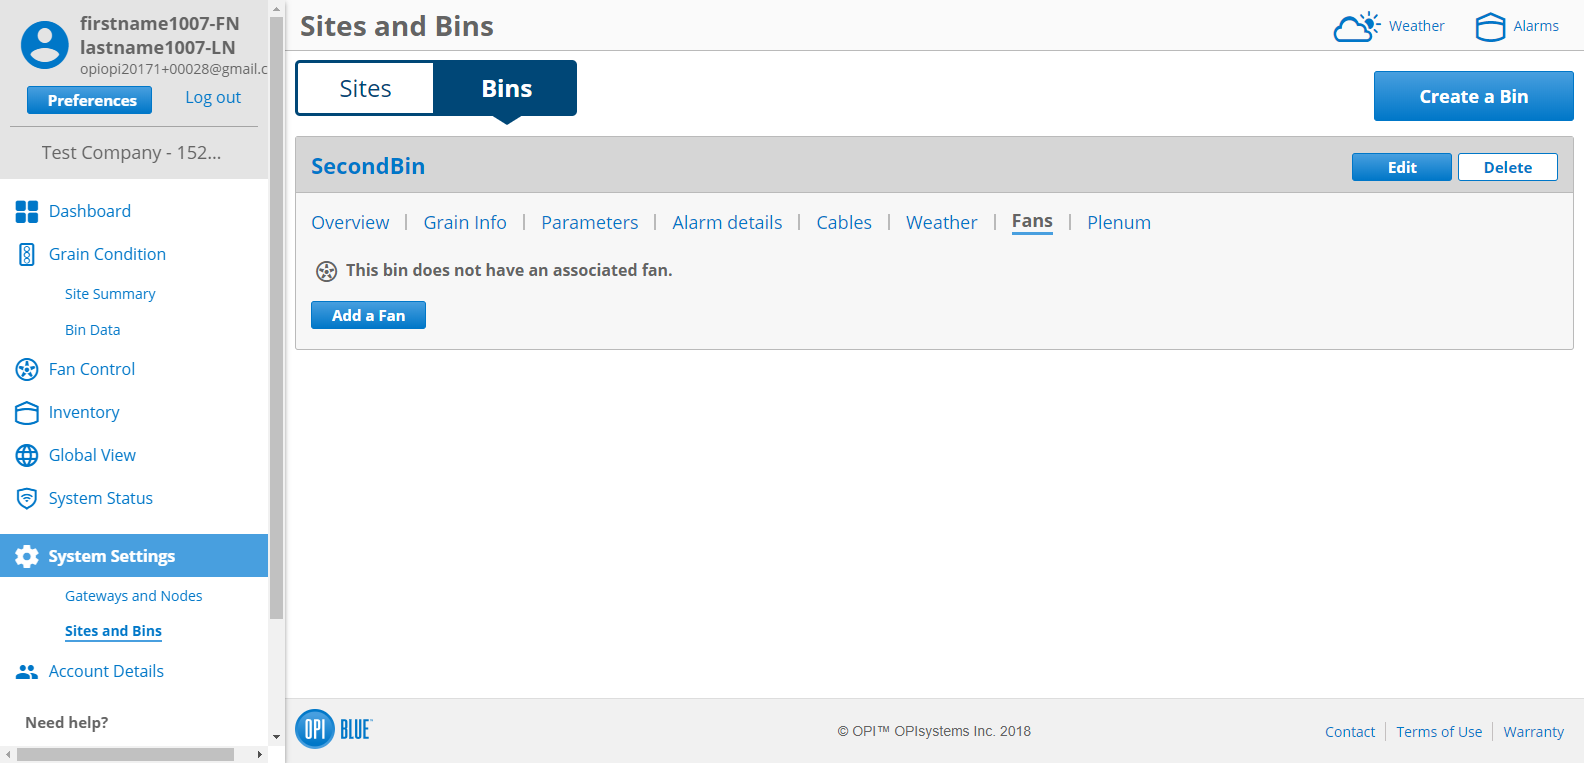 firstname1007-FN
lastname1007-LN
opiopi20171+00028@gmail.c
Preferences
Log out
Test Company - 152...
Dashboard
Grain Condition
Site Summary
Bin Data
Fan Control
Inventory
Global View
System Status
System Settings
Gateways and Nodes
Sites and Bins
Account Details
Need help?
Sites and Bins
Weather
Alarms
Sites
Bins
Create a Bin
SecondBin
Edit
Delete
Overview | Grain Info | Parameters | Alarm details | Cables | Weather | Fans | Plenum
This bin does not have an associated fan.
Add a Fan
OPI BLUE™
© OPI™ OPIsystems Inc. 2018
Contact
Terms of Use
Warranty